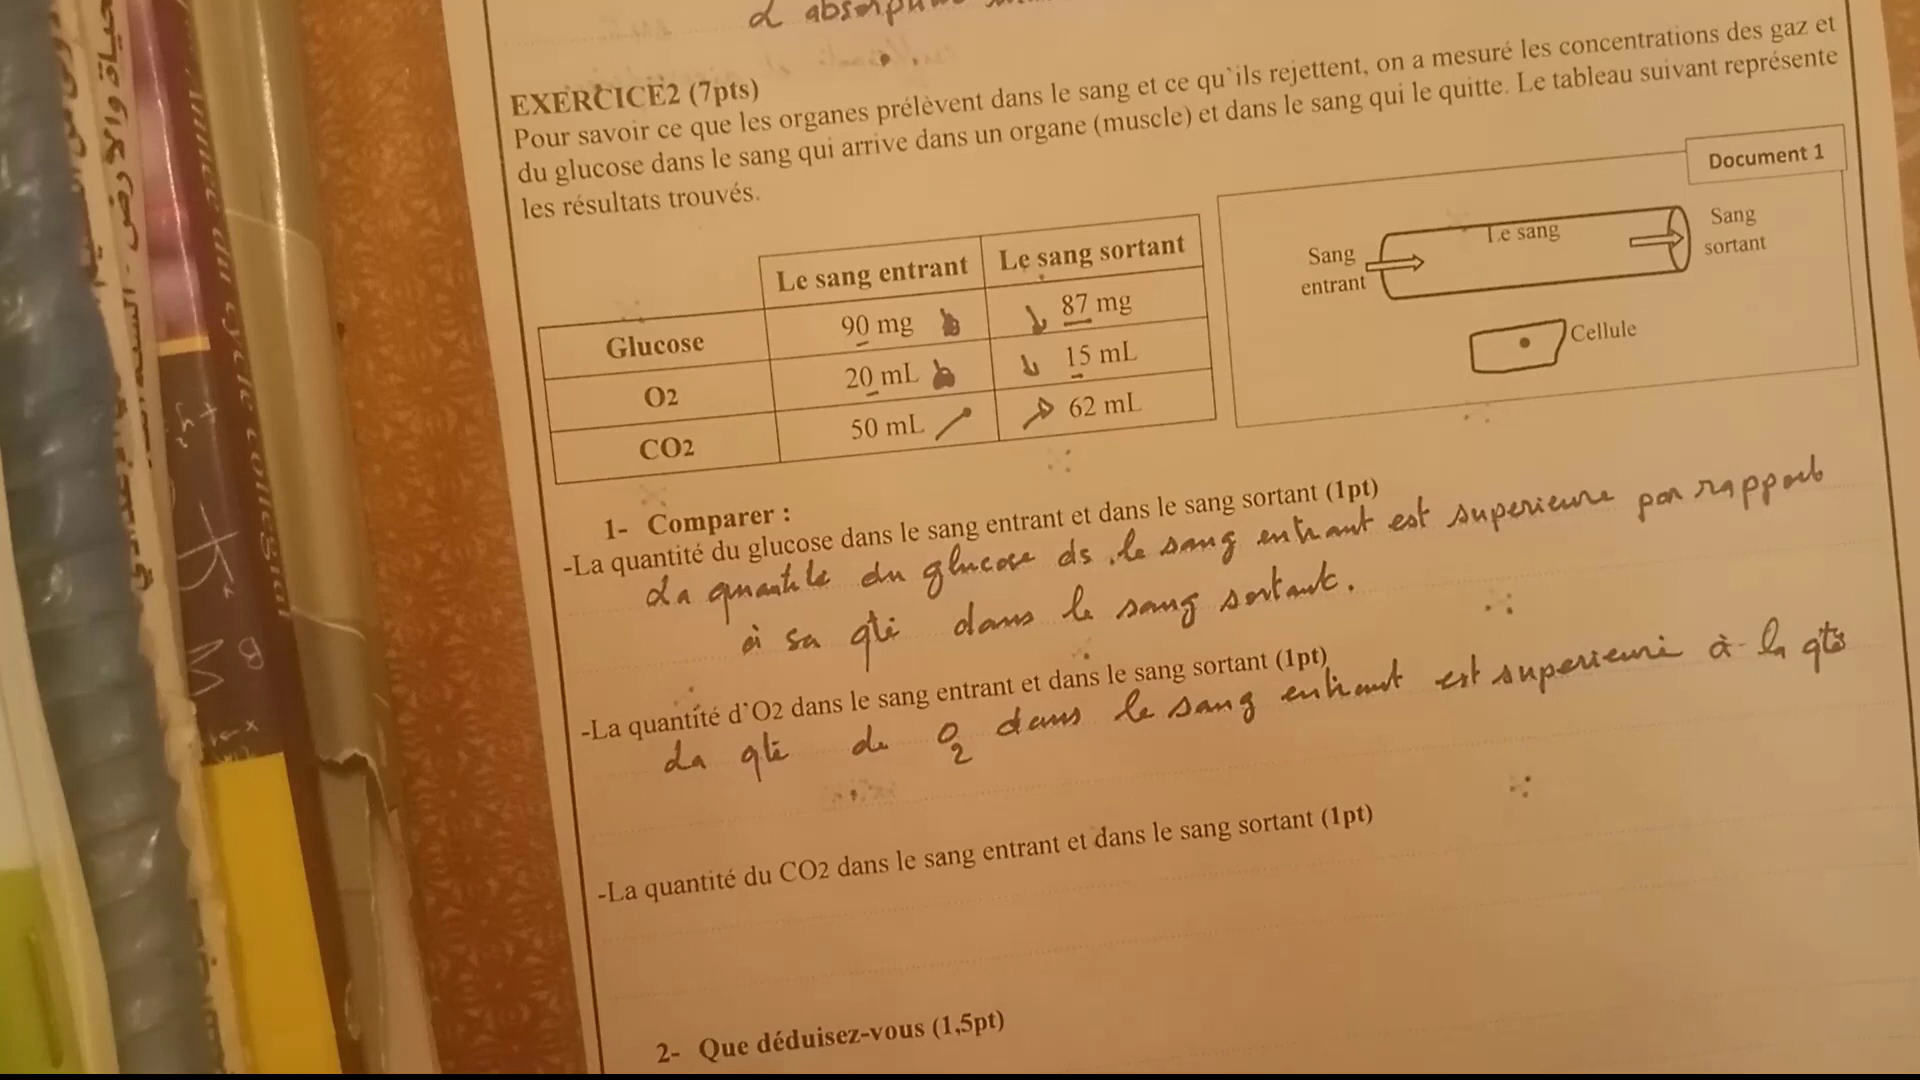 α absorp
EXERCICE2 (7pts)
Pour savoir ce que les organes prélèvent dans le sang et ce qu`ils rejettent, on a mesuré les concentrations des gaz et
du glucose dans le sang qui arrive dans un organe (muscle) et dans le sang qui le quitte. Le tableau suivant représente
les résultats trouvés.
Document 1
Le sang entrant Le sang sortant
Glucose 90 mg 87 mg
O2 20 mL 15 mL
CO2 50 mL 62 mL
Sang entrant
Le sang
Sang sortant
Cellule
1- Comparer :
-La quantité du glucose dans le sang entrant et dans le sang sortant (1pt)
La quantité du glucose ds le sang entrant est superieure par rapport
à sa qté dans le sang sortant.
-La quantité d`O2 dans le sang entrant et dans le sang sortant (1pt)
La qté de O2 dans le sang entrant est superieure à la qté
-La quantité du CO2 dans le sang entrant et dans le sang sortant (1pt)
2- Que déduisez-vous (1,5pt)